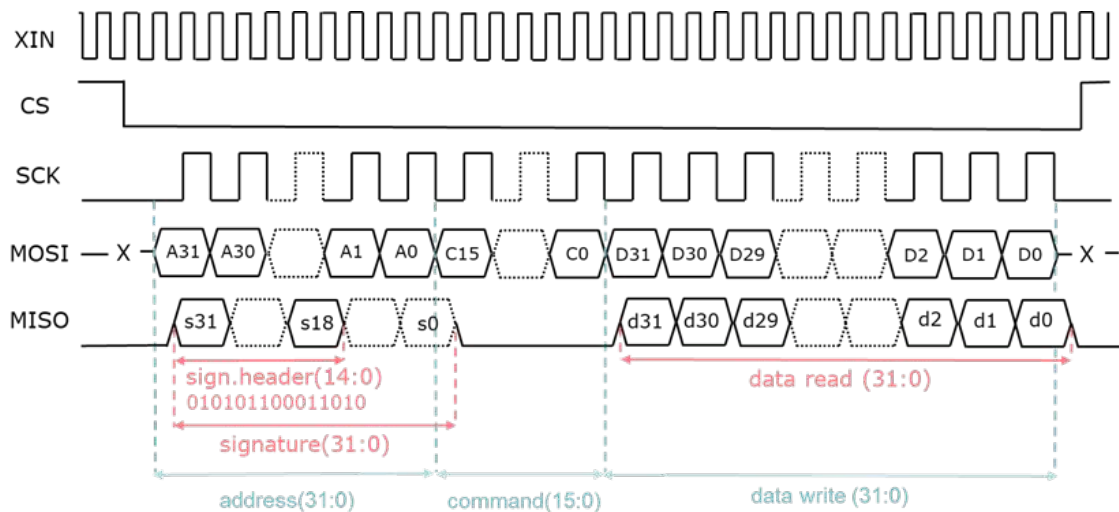 XIN
CS
SCK
MOSI X A31 A30 A1 A0 C15 C0 D31 D30 D29 D2 D1 D0 X
MISO s31 s18 s0 d31 d30 d29 d2 d1 d0
sign.header(14:0)
010101100011010
data read (31:0)
signature(31:0)
address(31:0) command(15:0) data write (31:0)